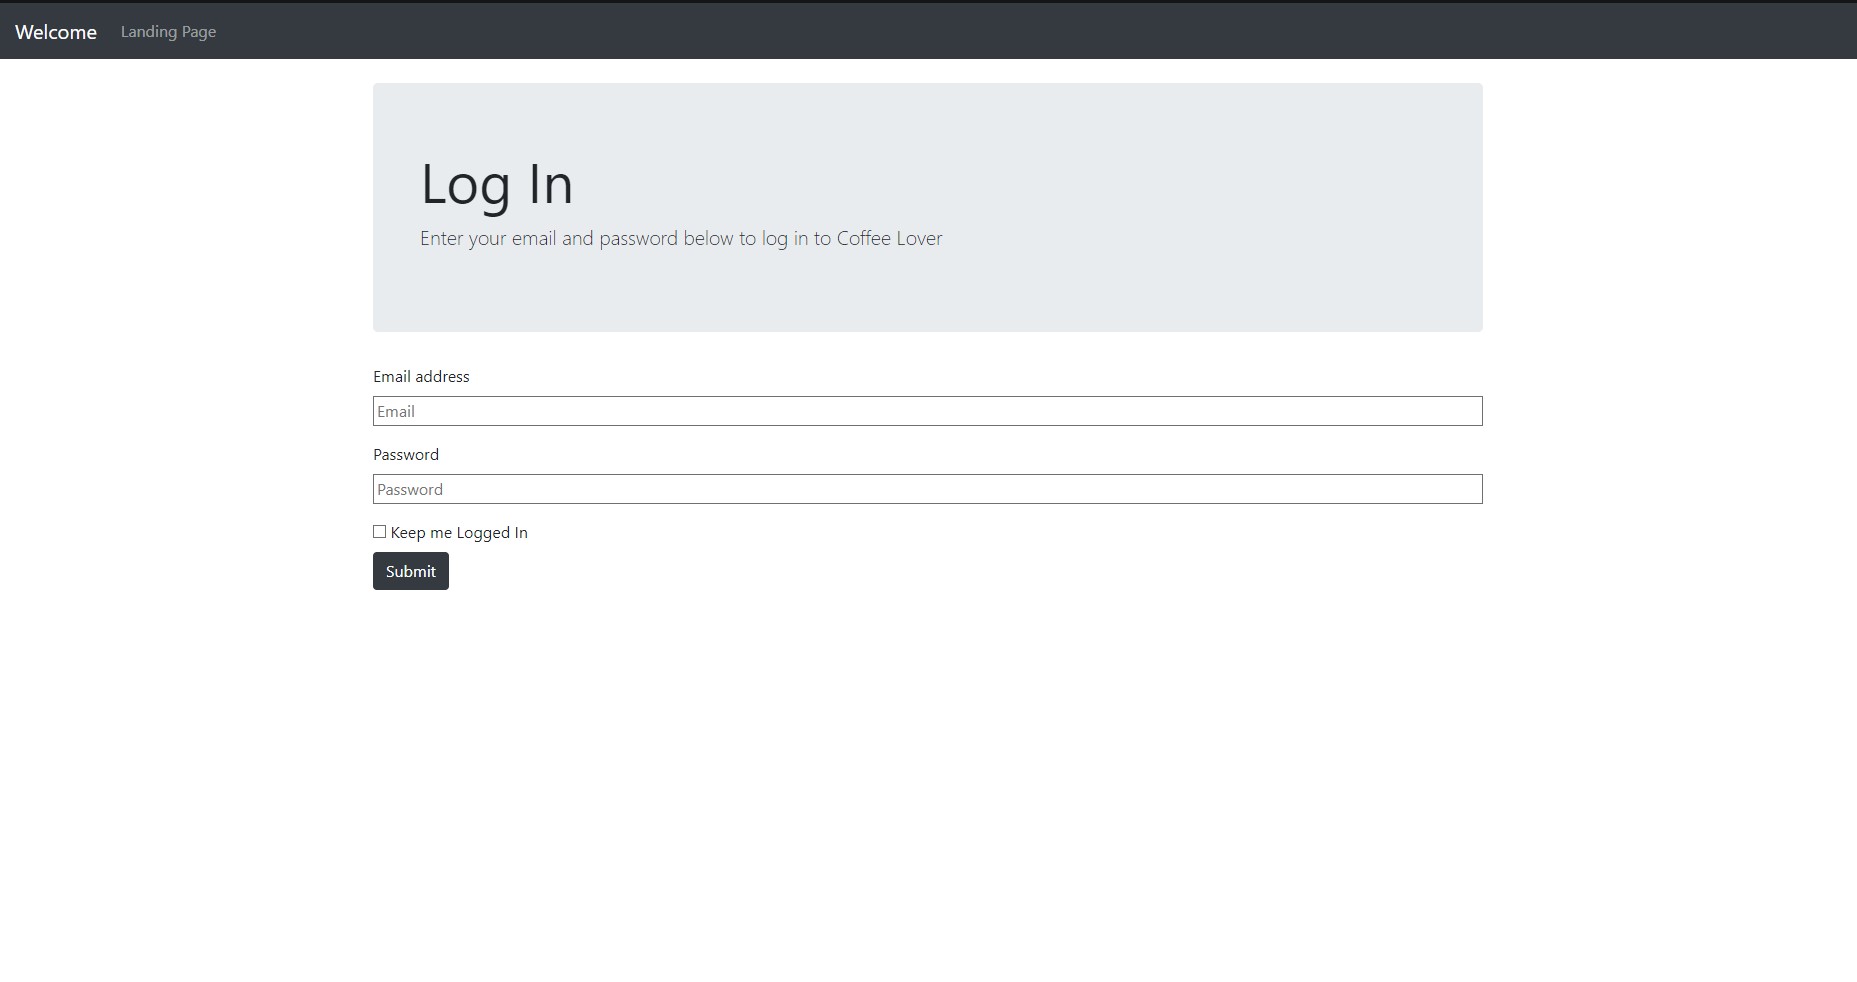 Welcome Landing Page
Log In
Enter your email and password below to log in to Coffee Lover
Email address
Email
Password
Password
Keep me Logged In
Submit